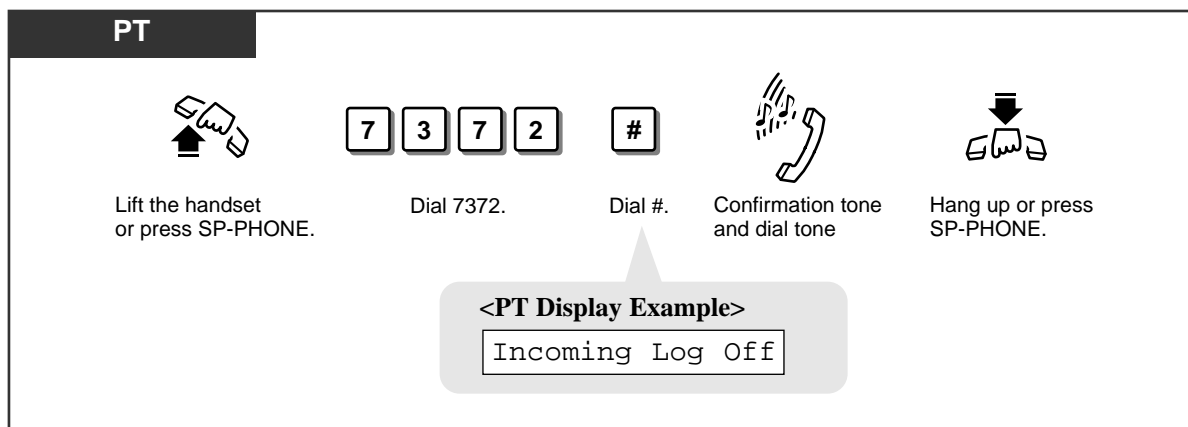 PT
7 3 7 2 #
Lift the handset
or press SP-PHONE.
Dial 7372.
Dial #.
Confirmation tone
and dial tone
Hang up or press
SP-PHONE.
<PT Display Example>
Incoming Log Off